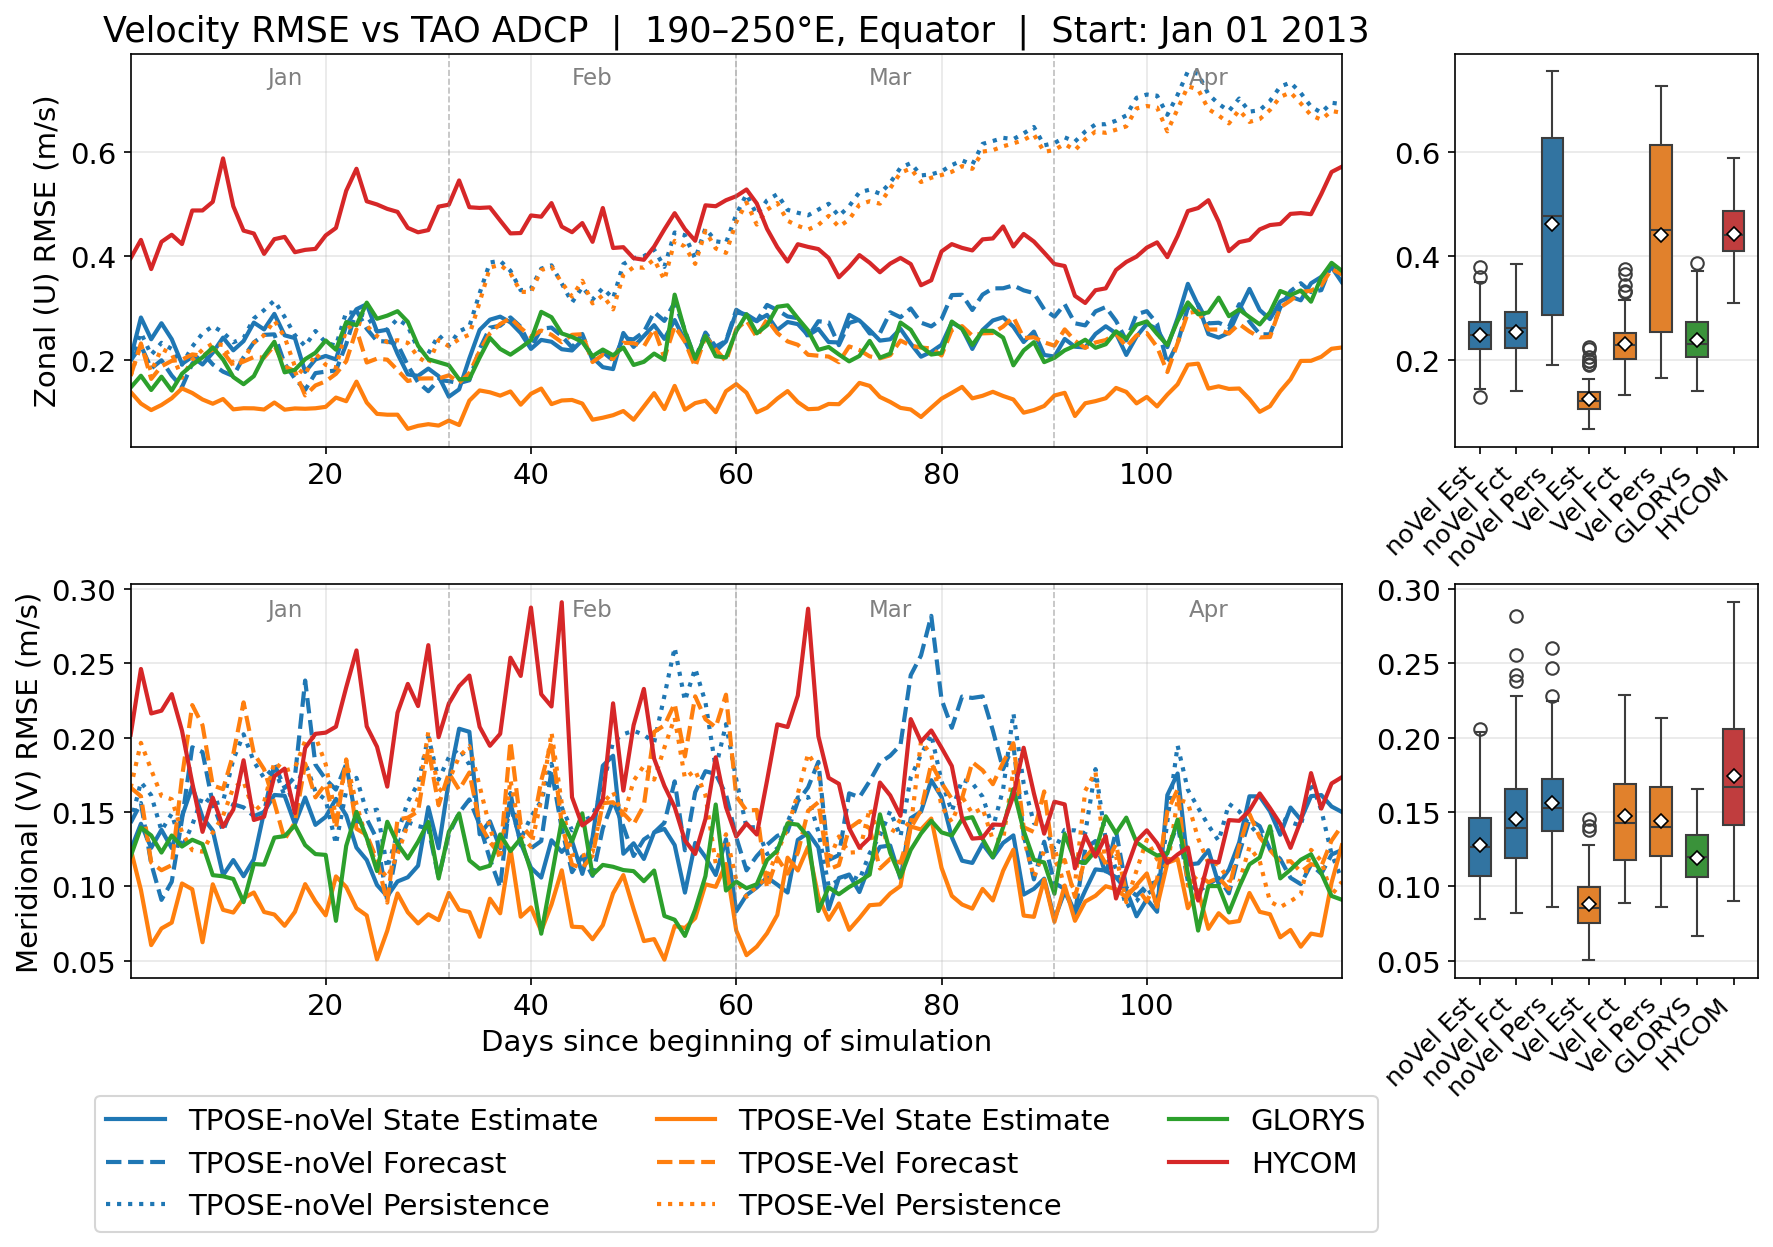 Velocity RMSE vs TAO ADCP | 190–250°E, Equator | Start: Jan 01 2013
Zonal (U) RMSE (m/s)
0.6
0.4
0.2
Jan
Feb
Mar
Apr
20
40
60
80
100
0.6
0.4
0.2
noVel Est
noVel Fct
noVel Pers
Vel Est
Vel Fct
Vel Pers
GLORYS
HYCOM
Meridional (V) RMSE (m/s)
0.30
0.25
0.20
0.15
0.10
0.05
Jan
Feb
Mar
Apr
20
40
60
80
100
Days since beginning of simulation
0.30
0.25
0.20
0.15
0.10
0.05
noVel Est
noVel Fct
noVel Pers
Vel Est
Vel Fct
Vel Pers
GLORYS
HYCOM
TPOSE-noVel State Estimate
TPOSE-noVel Forecast
TPOSE-noVel Persistence
TPOSE-Vel State Estimate
TPOSE-Vel Forecast
TPOSE-Vel Persistence
GLORYS
HYCOM